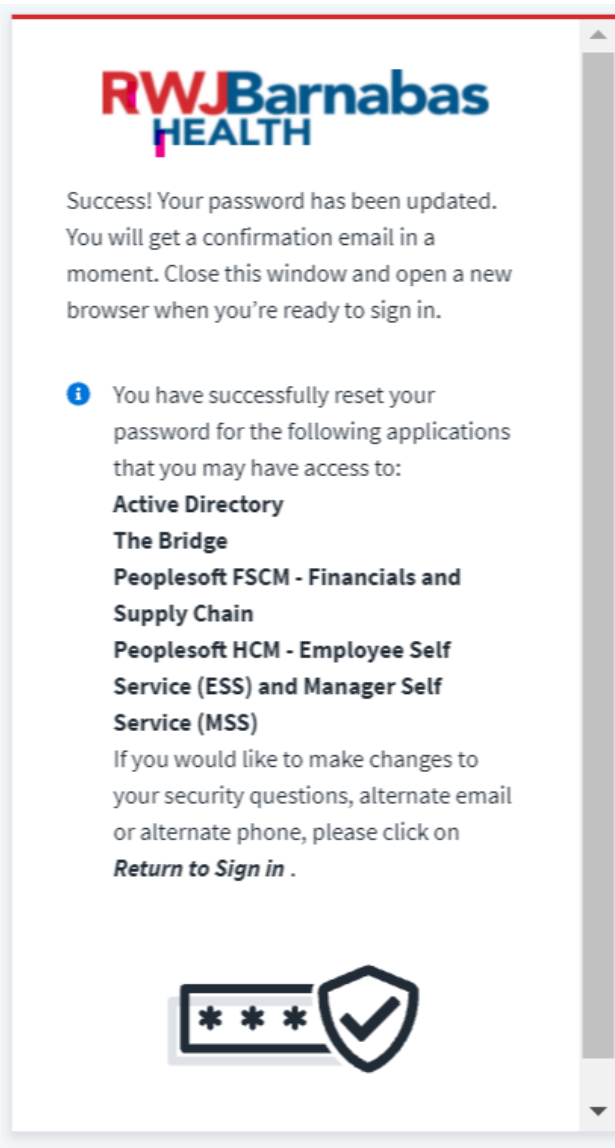 RWJBarnabas
HEALTH
Success! Your password has been updated.
You will get a confirmation email in a
moment. Close this window and open a new
browser when you’re ready to sign in.
You have successfully reset your
password for the following applications
that you may have access to:
Active Directory
The Bridge
Peoplesoft FSCM - Financials and
Supply Chain
Peoplesoft HCM - Employee Self
Service (ESS) and Manager Self
Service (MSS)
If you would like to make changes to
your security questions, alternate email
or alternate phone, please click on
Return to Sign in .
* * *